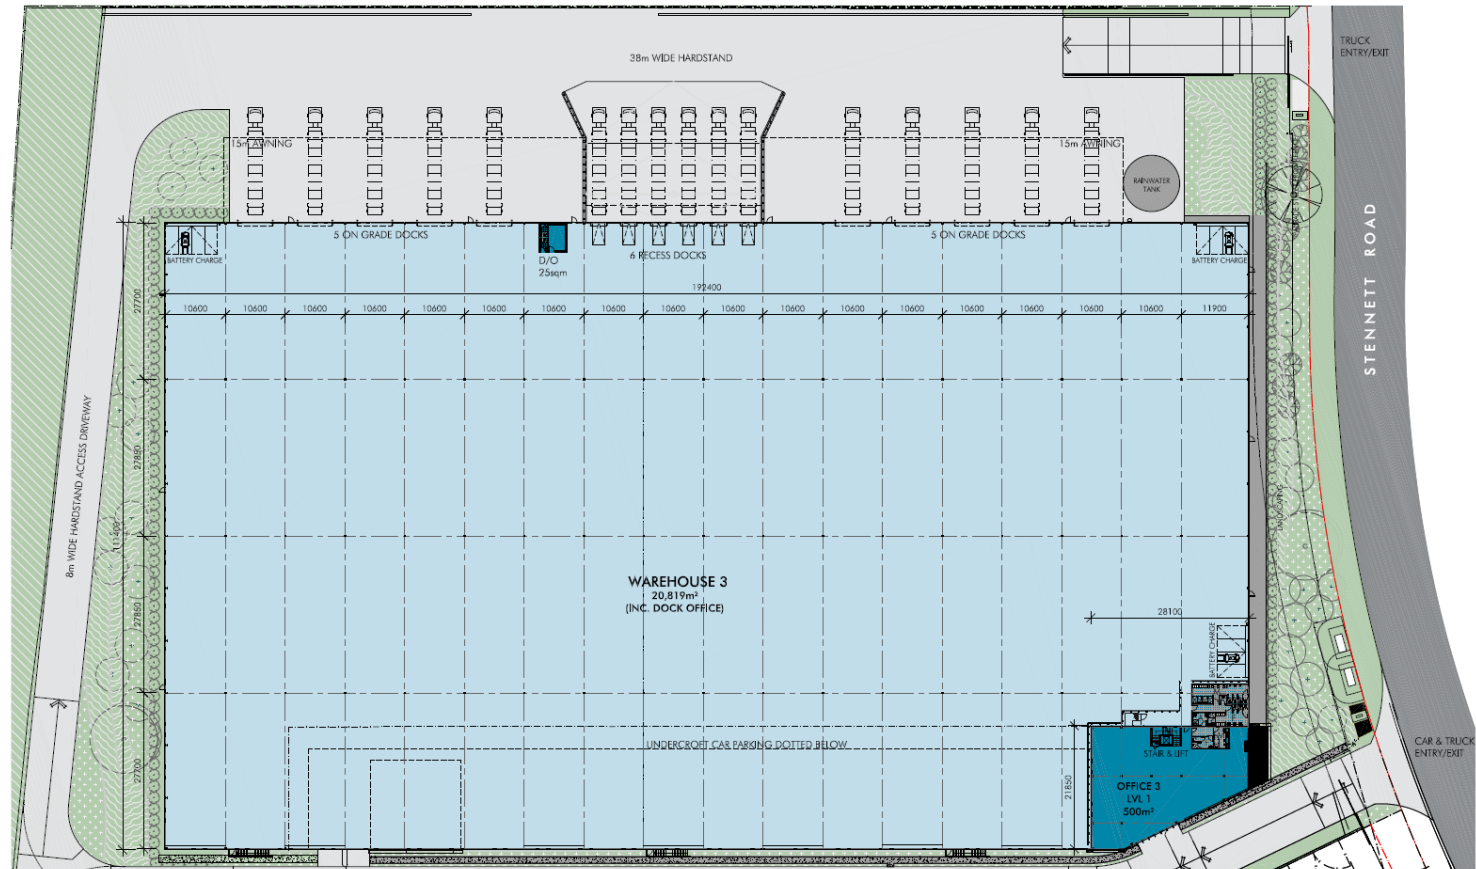 TRUCK
ENTRY/EXIT
38m WIDE HARDSTAND
15m AWNING
15m AWNING
RAINWATER
TANK
STENNETT ROAD
5 ON GRADE DOCKS
5 ON GRADE DOCKS
BATTERY CHARGE
D/O
25sqm
6 RECESS DOCKS
BATTERY CHARGE
192400
27700
10600 10600 10600 10600 10600 10600 10600 10600 10600 10600 10600 10600 10600 10600 10600 10600 10600 11900
8m WIDE HARDSTAND ACCESS DRIVEWAY
27850
111400
LANDSCAPING
WAREHOUSE 3
20,819m²
(INC. DOCK OFFICE)
27850
28100
BATTERY CHARGE
UNDERCROFT CAR PARKING DOTTED BELOW
STAIR & LIFT
CAR & TRUCK
ENTRY/EXIT
27700
21850
OFFICE 3
LVL 1
500m²